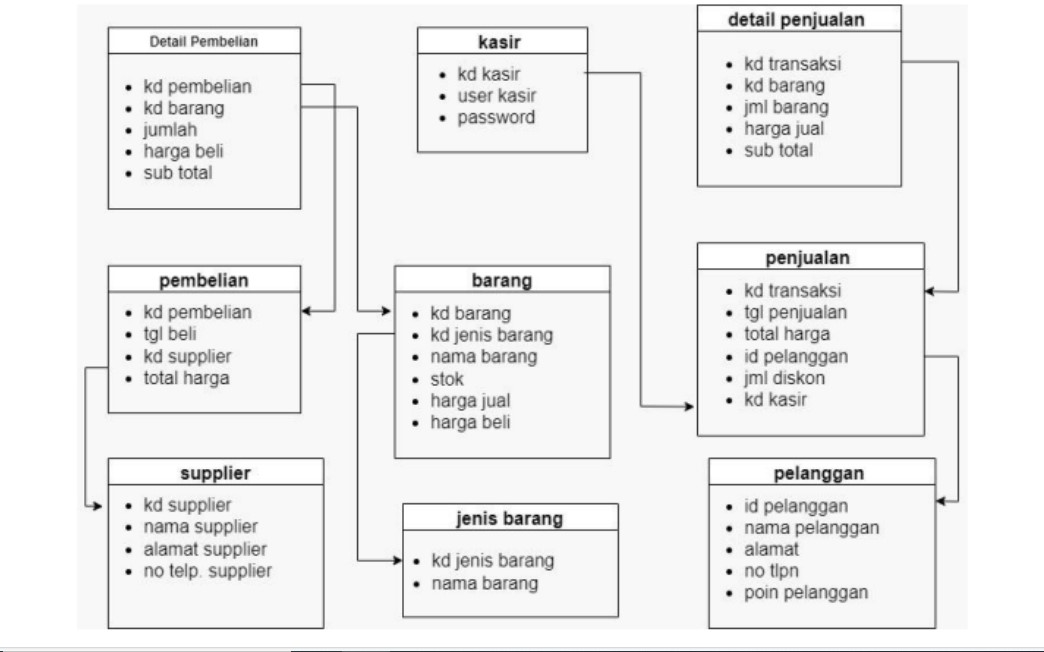 Detail Pembelian
kd pembelian
kd barang
jumlah
harga beli
sub total
kasir
kd kasir
user kasir
password
detail penjualan
kd transaksi
kd barang
jml barang
harga jual
sub total
pembelian
kd pembelian
tgl beli
kd supplier
total harga
barang
kd barang
kd jenis barang
nama barang
stok
harga jual
harga beli
penjualan
kd transaksi
tgl penjualan
total harga
id pelanggan
jml diskon
kd kasir
supplier
kd supplier
nama supplier
alamat supplier
no telp. supplier
jenis barang
kd jenis barang
nama barang
pelanggan
id pelanggan
nama pelanggan
alamat
no tlpn
poin pelanggan